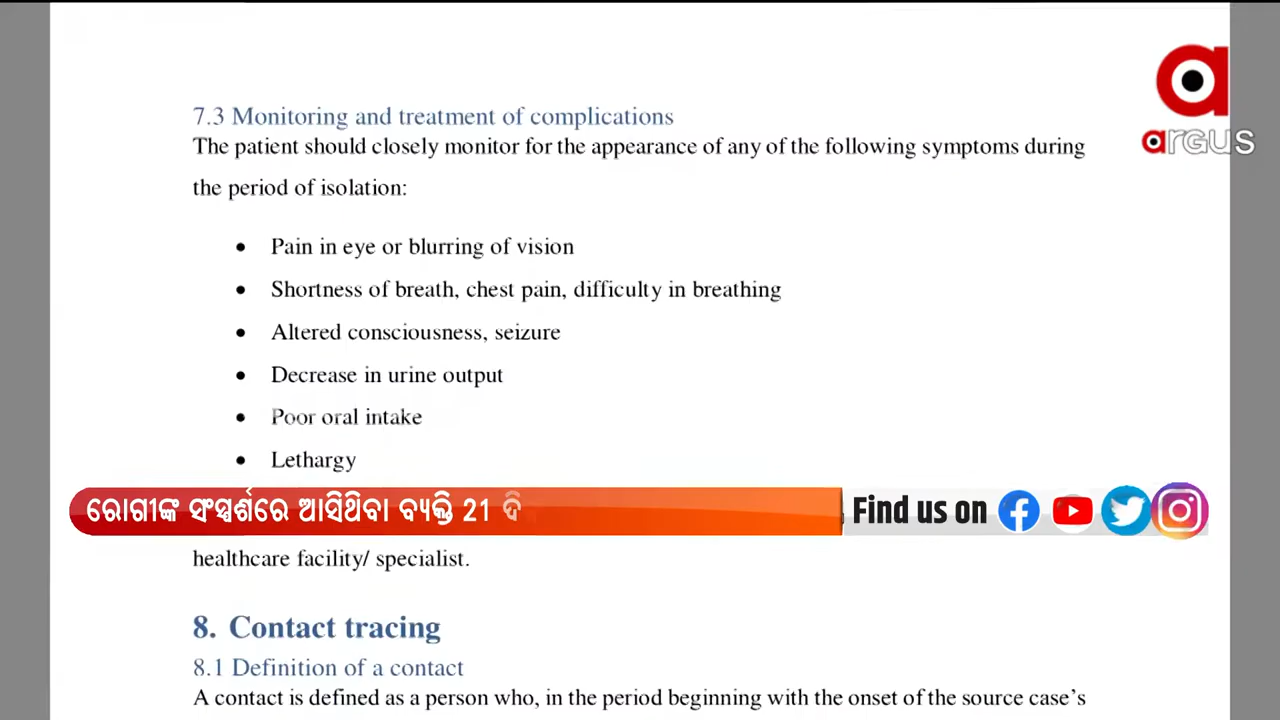 7.3 Monitoring and treatment of complications
The patient should closely monitor for the appearance of any of the following symptoms during
the period of isolation:
• Pain in eye or blurring of vision
• Shortness of breath, chest pain, difficulty in breathing
• Altered consciousness, seizure
• Decrease in urine output
• Poor oral intake
• Lethargy
ରୋଗୀଙ୍କ ସଂସ୍ପର୍ଶରେ ଆସିଥିବା ବ୍ୟକ୍ତି 21 ଦି
Find us on
healthcare facility/ specialist.
8. Contact tracing
8.1 Definition of a contact
A contact is defined as a person who, in the period beginning with the onset of the source case's
a
argus